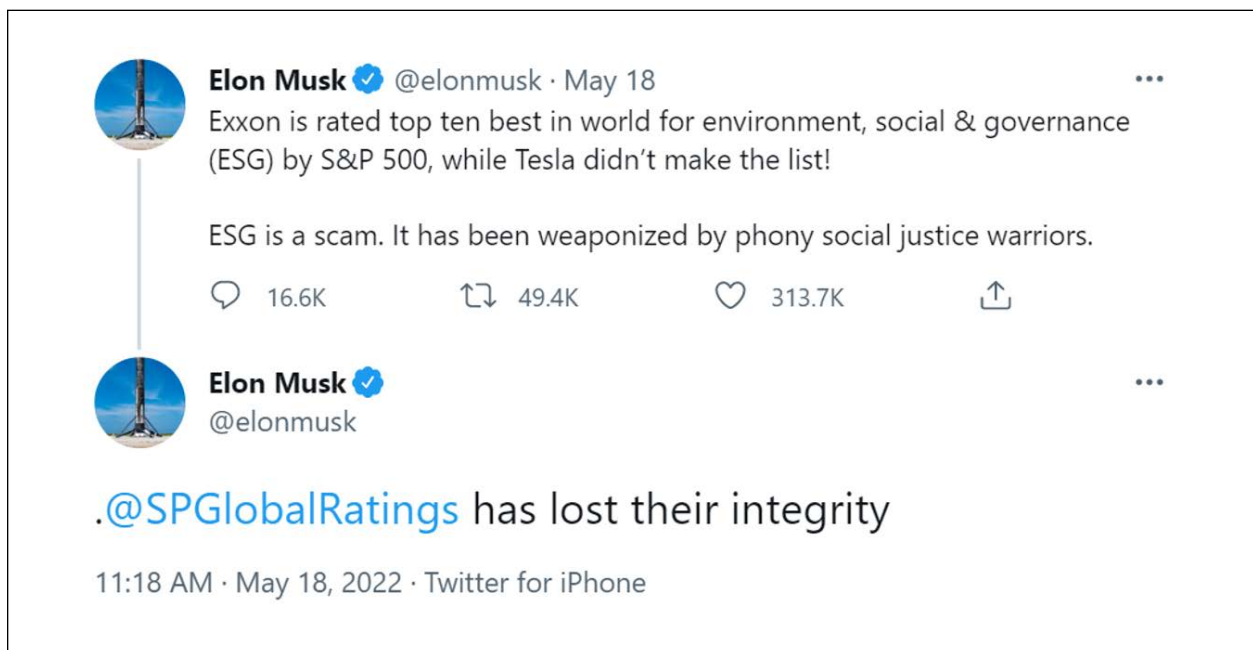 Elon Musk @elonmusk · May 18
Exxon is rated top ten best in world for environment, social & governance
(ESG) by S&P 500, while Tesla didn’t make the list!
ESG is a scam. It has been weaponized by phony social justice warriors.
16.6K 49.4K 313.7K
Elon Musk
@elonmusk
.@SPGlobalRatings has lost their integrity
11:18 AM · May 18, 2022 · Twitter for iPhone